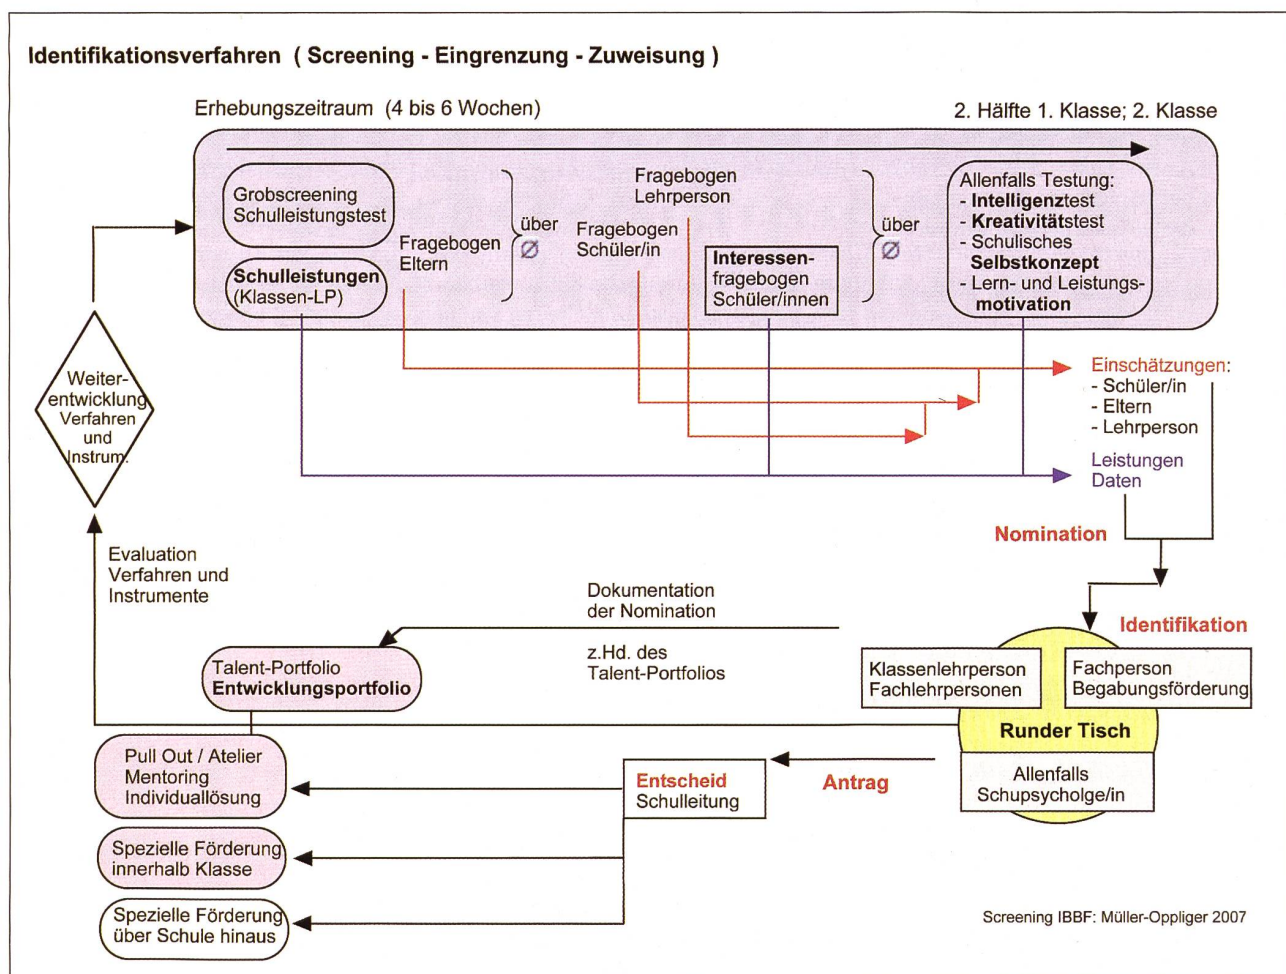 Identifikationsverfahren ( Screening - Eingrenzung - Zuweisung )
Erhebungszeitraum (4 bis 6 Wochen)
2. Hälfte 1. Klasse; 2. Klasse
Grobscreening
Schulleistungstest
Schulleistungen
(Klassen-LP)
Fragebogen
Eltern
über
Ø
Fragebogen
Lehrperson
Fragebogen
Schüler/in
Interessen-
fragebogen
Schüler/innen
über
Ø
Allenfalls Testung:
- Intelligenztest
- Kreativitätstest
- Schulisches
Selbstkonzept
- Lern- und Leistungs-
motivation
Weiter-
entwicklung
Verfahren
und
Instrum.
Einschätzungen:
- Schüler/in
- Eltern
- Lehrperson
Leistungen
Daten
Nomination
Evaluation
Verfahren und
Instrumente
Dokumentation
der Nomination
z.Hd. des
Talent-Portfolios
Identifikation
Talent-Portfolio
Entwicklungsportfolio
Klassenlehrperson
Fachlehrpersonen
Fachperson
Begabungsförderung
Runder Tisch
Allenfalls
Schupsycholge/in
Pull Out / Atelier
Mentoring
Individuallösung
Entscheid
Schulleitung
Antrag
Spezielle Förderung
innerhalb Klasse
Spezielle Förderung
über Schule hinaus
Screening IBBF: Müller-Oppliger 2007